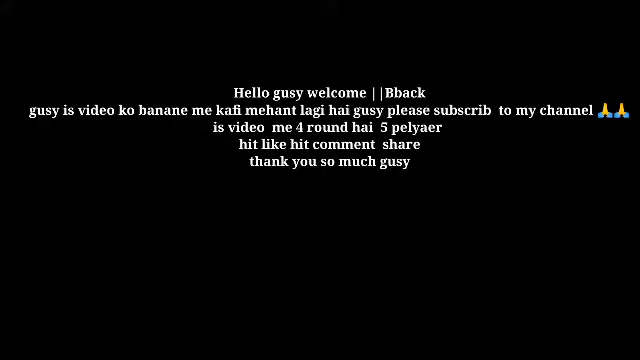 Hello gusy welcome ||Bback
gusy is video ko banane me kafi mehant lagi hai gusy please subscrib to my channel 🙏🙏
is video me 4 round hai 5 pelyaer
hit like hit comment share
thank you so much gusy